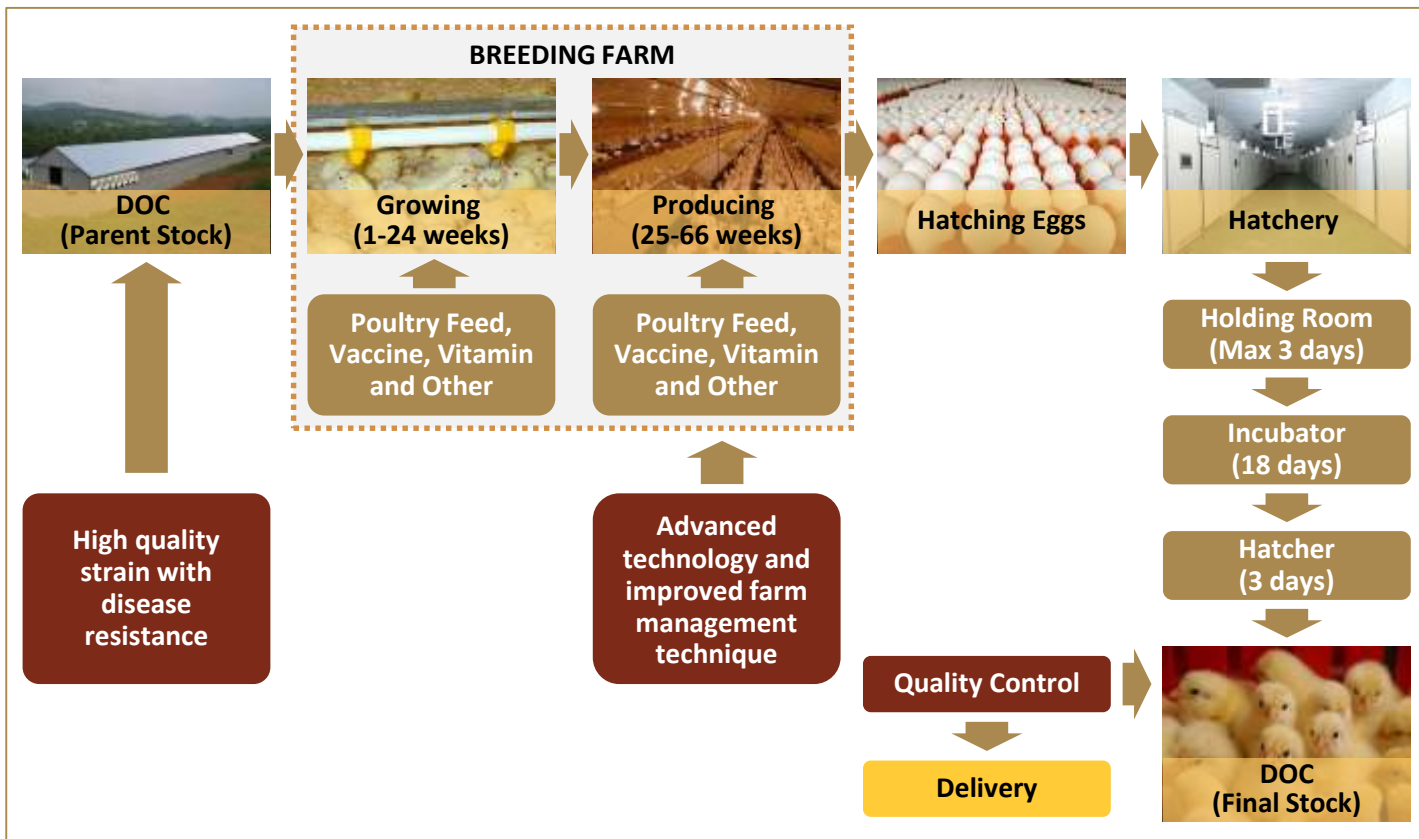 BREEDING FARM
DOC
(Parent Stock)
Growing
(1-24 weeks)
Producing
(25-66 weeks)
Hatching Eggs
Hatchery
Poultry Feed,
Vaccine, Vitamin
and Other
Poultry Feed,
Vaccine, Vitamin
and Other
Holding Room
(Max 3 days)
Incubator
(18 days)
Hatcher
(3 days)
High quality
strain with
disease
resistance
Advanced
technology and
improved farm
management
technique
Quality Control
Delivery
DOC
(Final Stock)